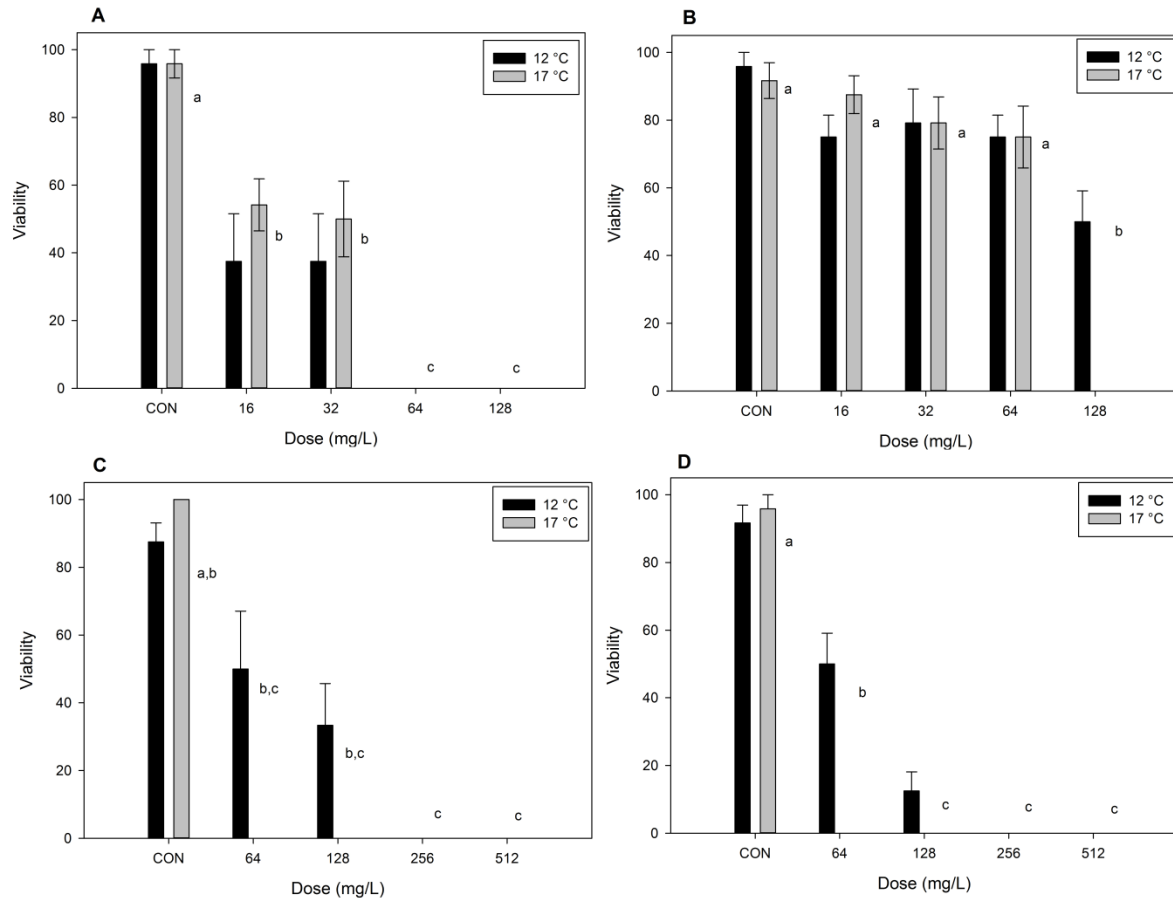 A
12 °C
17 °C
100
80
60
40
20
0
Viability
a
b
b
c
c
CON
16
32
64
128
Dose (mg/L)
B
12 °C
17 °C
100
80
60
40
20
0
Viability
a
a
a
a
b
CON
16
32
64
128
Dose (mg/L)
C
12 °C
17 °C
100
80
60
40
20
0
Viability
a,b
b,c
b,c
c
c
CON
64
128
256
512
Dose (mg/L)
D
12 °C
17 °C
100
80
60
40
20
0
Viability
a
b
c
c
c
CON
64
128
256
512
Dose (mg/L)